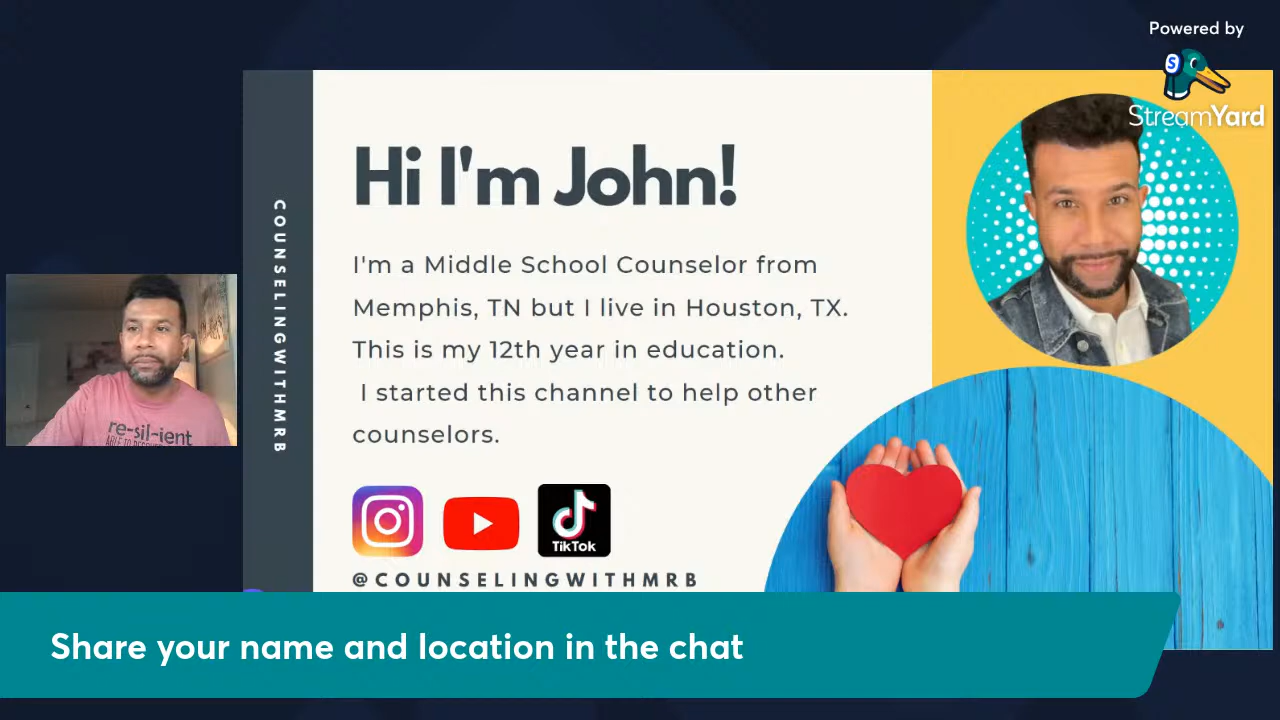 Powered by
StreamYard
COUNSELINGWITHMRB
Hi I'm John!
I'm a Middle School Counselor from
Memphis, TN but I live in Houston, TX.
This is my 12th year in education.
I started this channel to help other
counselors.
TikTok
@COUNSELINGWITHMRB
re·sil·ient
Share your name and location in the chat